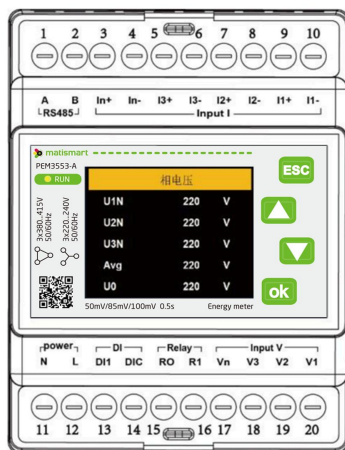 1 2 3 4 5 6 7 8 9 10
A B In+ In- I3+ I3- I2+ I2- I1+ I1-
RS485 Input I
matismart
PEM3553-A
RUN
3x380..415V
50/60Hz
3x220..240V
50/60Hz
相电压
U1N 220 V
U2N 220 V
U3N 220 V
Avg 220 V
U0 220 V
ESC
ok
50mV/85mV/100mV 0.5s Energy meter
power DI Relay Input V
N L DI1 DIC RO R1 Vn V3 V2 V1
11 12 13 14 15 16 17 18 19 20